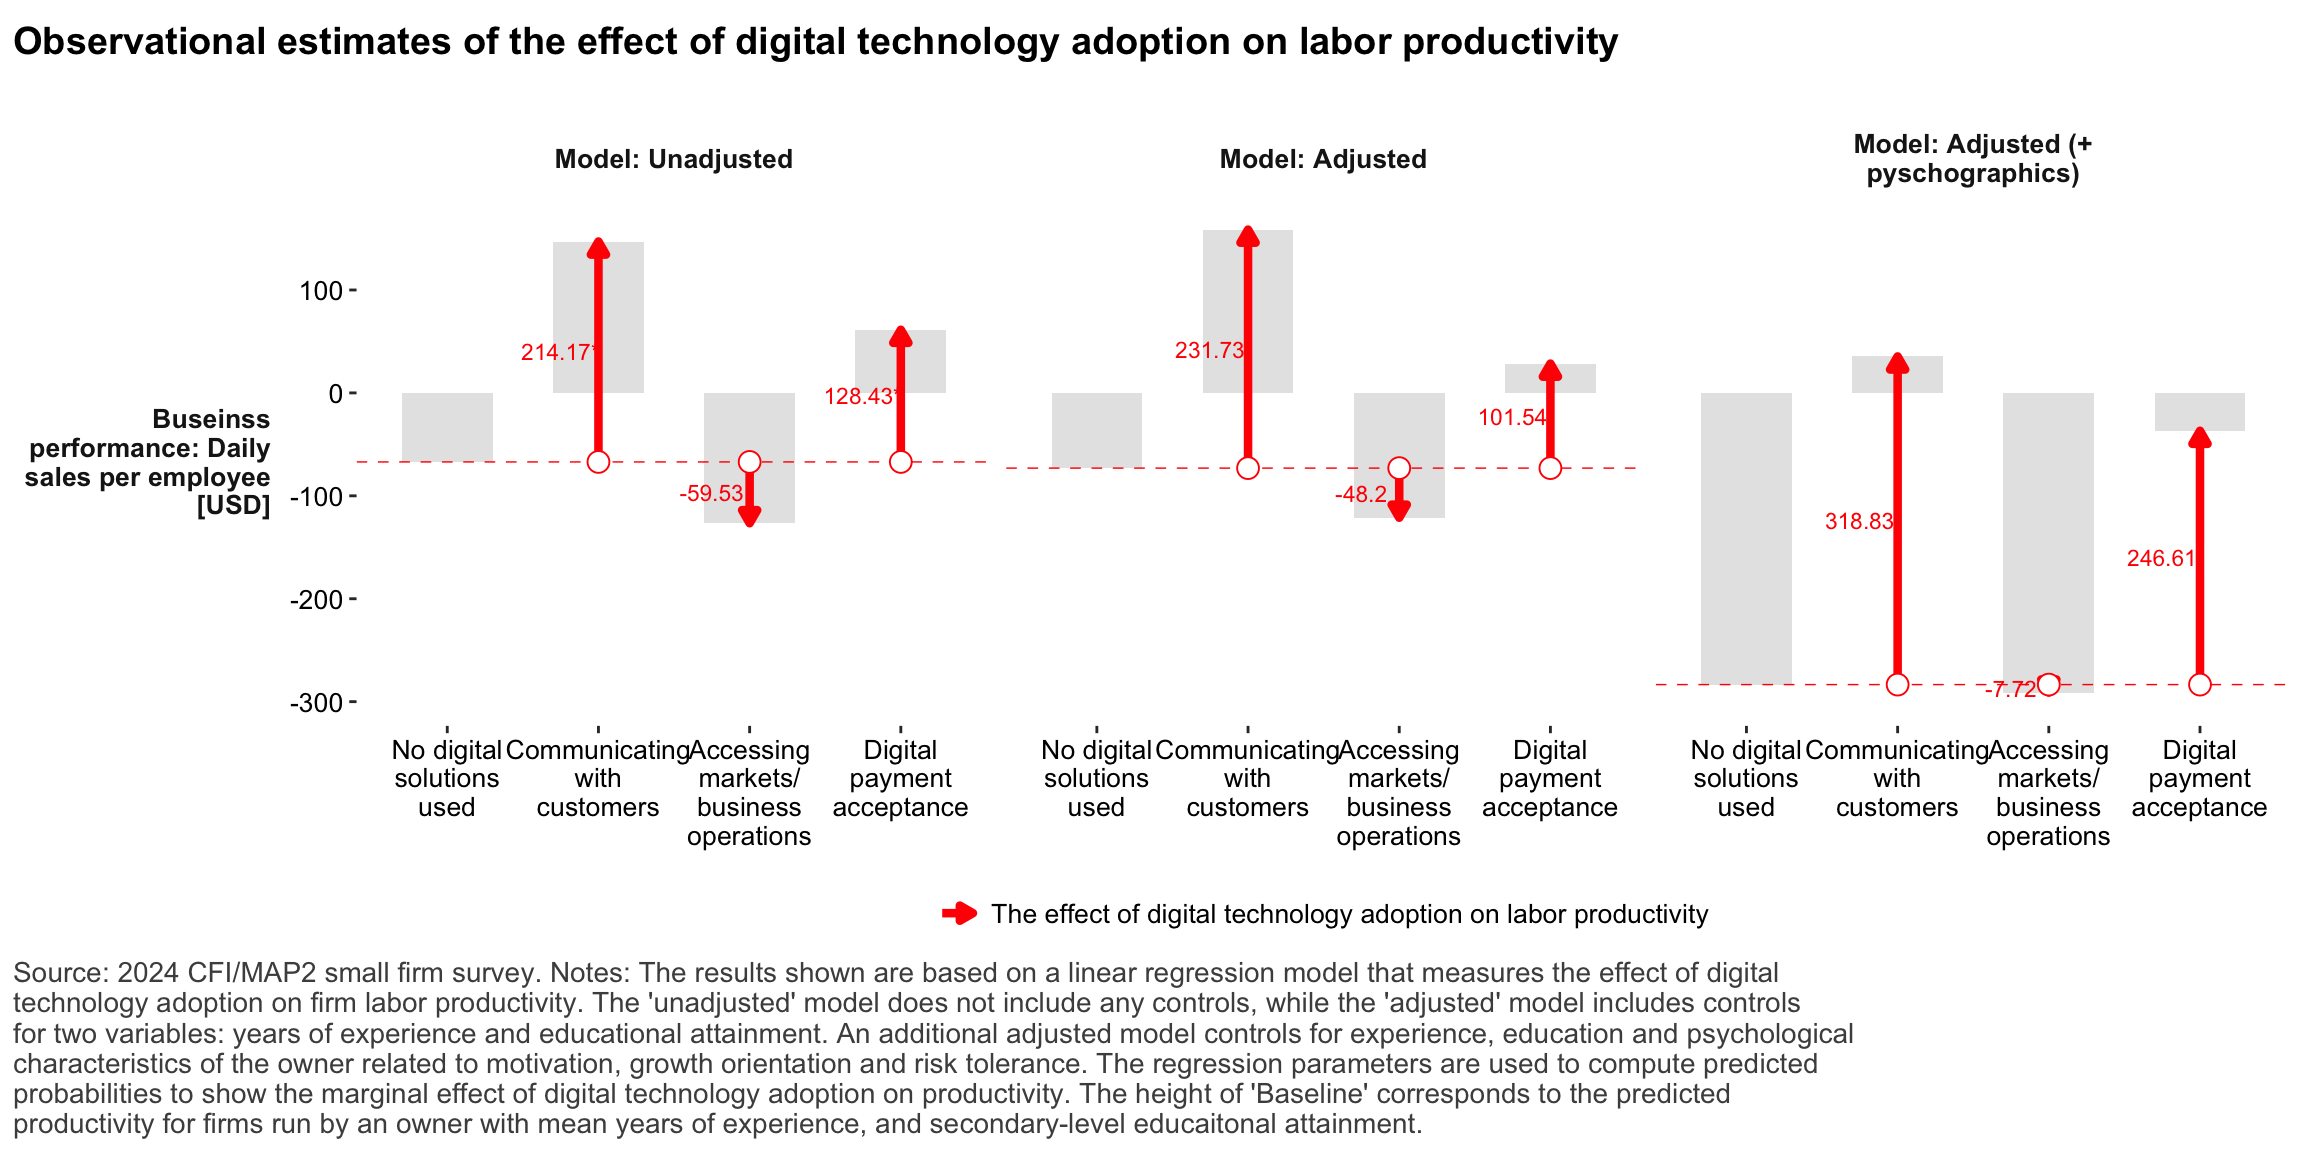 Observational estimates of the effect of digital technology adoption on labor productivity
Model: Unadjusted
Model: Adjusted
Model: Adjusted (+
pyschographics)
Buseinss
performance: Daily
sales per employee
[USD]
100
0
-100
-200
-300
214.17*
-59.53
128.43*
231.73
-48.2
101.54
318.83
-7.72
246.61
No digital
solutions
used
Communicating
with
customers
Accessing
markets/
business
operations
Digital
payment
acceptance
No digital
solutions
used
Communicating
with
customers
Accessing
markets/
business
operations
Digital
payment
acceptance
No digital
solutions
used
Communicating
with
customers
Accessing
markets/
business
operations
Digital
payment
acceptance
The effect of digital technology adoption on labor productivity
Source: 2024 CFI/MAP2 small firm survey. Notes: The results shown are based on a linear regression model that measures the effect of digital
technology adoption on firm labor productivity. The 'unadjusted' model does not include any controls, while the 'adjusted' model includes controls
for two variables: years of experience and educational attainment. An additional adjusted model controls for experience, education and psychological
characteristics of the owner related to motivation, growth orientation and risk tolerance. The regression parameters are used to compute predicted
probabilities to show the marginal effect of digital technology adoption on productivity. The height of 'Baseline' corresponds to the predicted
productivity for firms run by an owner with mean years of experience, and secondary-level educaitonal attainment.